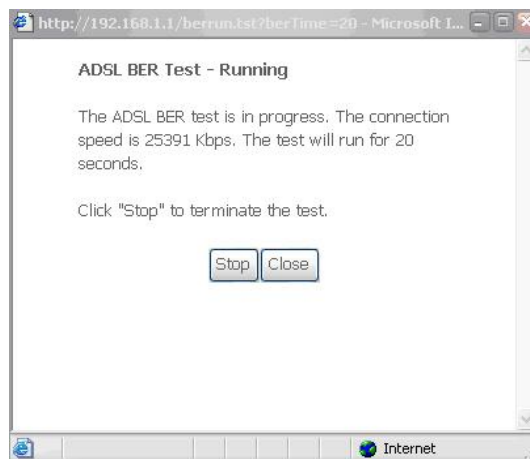 http://192.168.1.1/berrun.tst?berTime=20 - Microsoft I...
ADSL BER Test - Running
The ADSL BER test is in progress. The connection
speed is 25391 Kbps. The test will run for 20
seconds.
Click "Stop" to terminate the test.
Stop Close
Internet